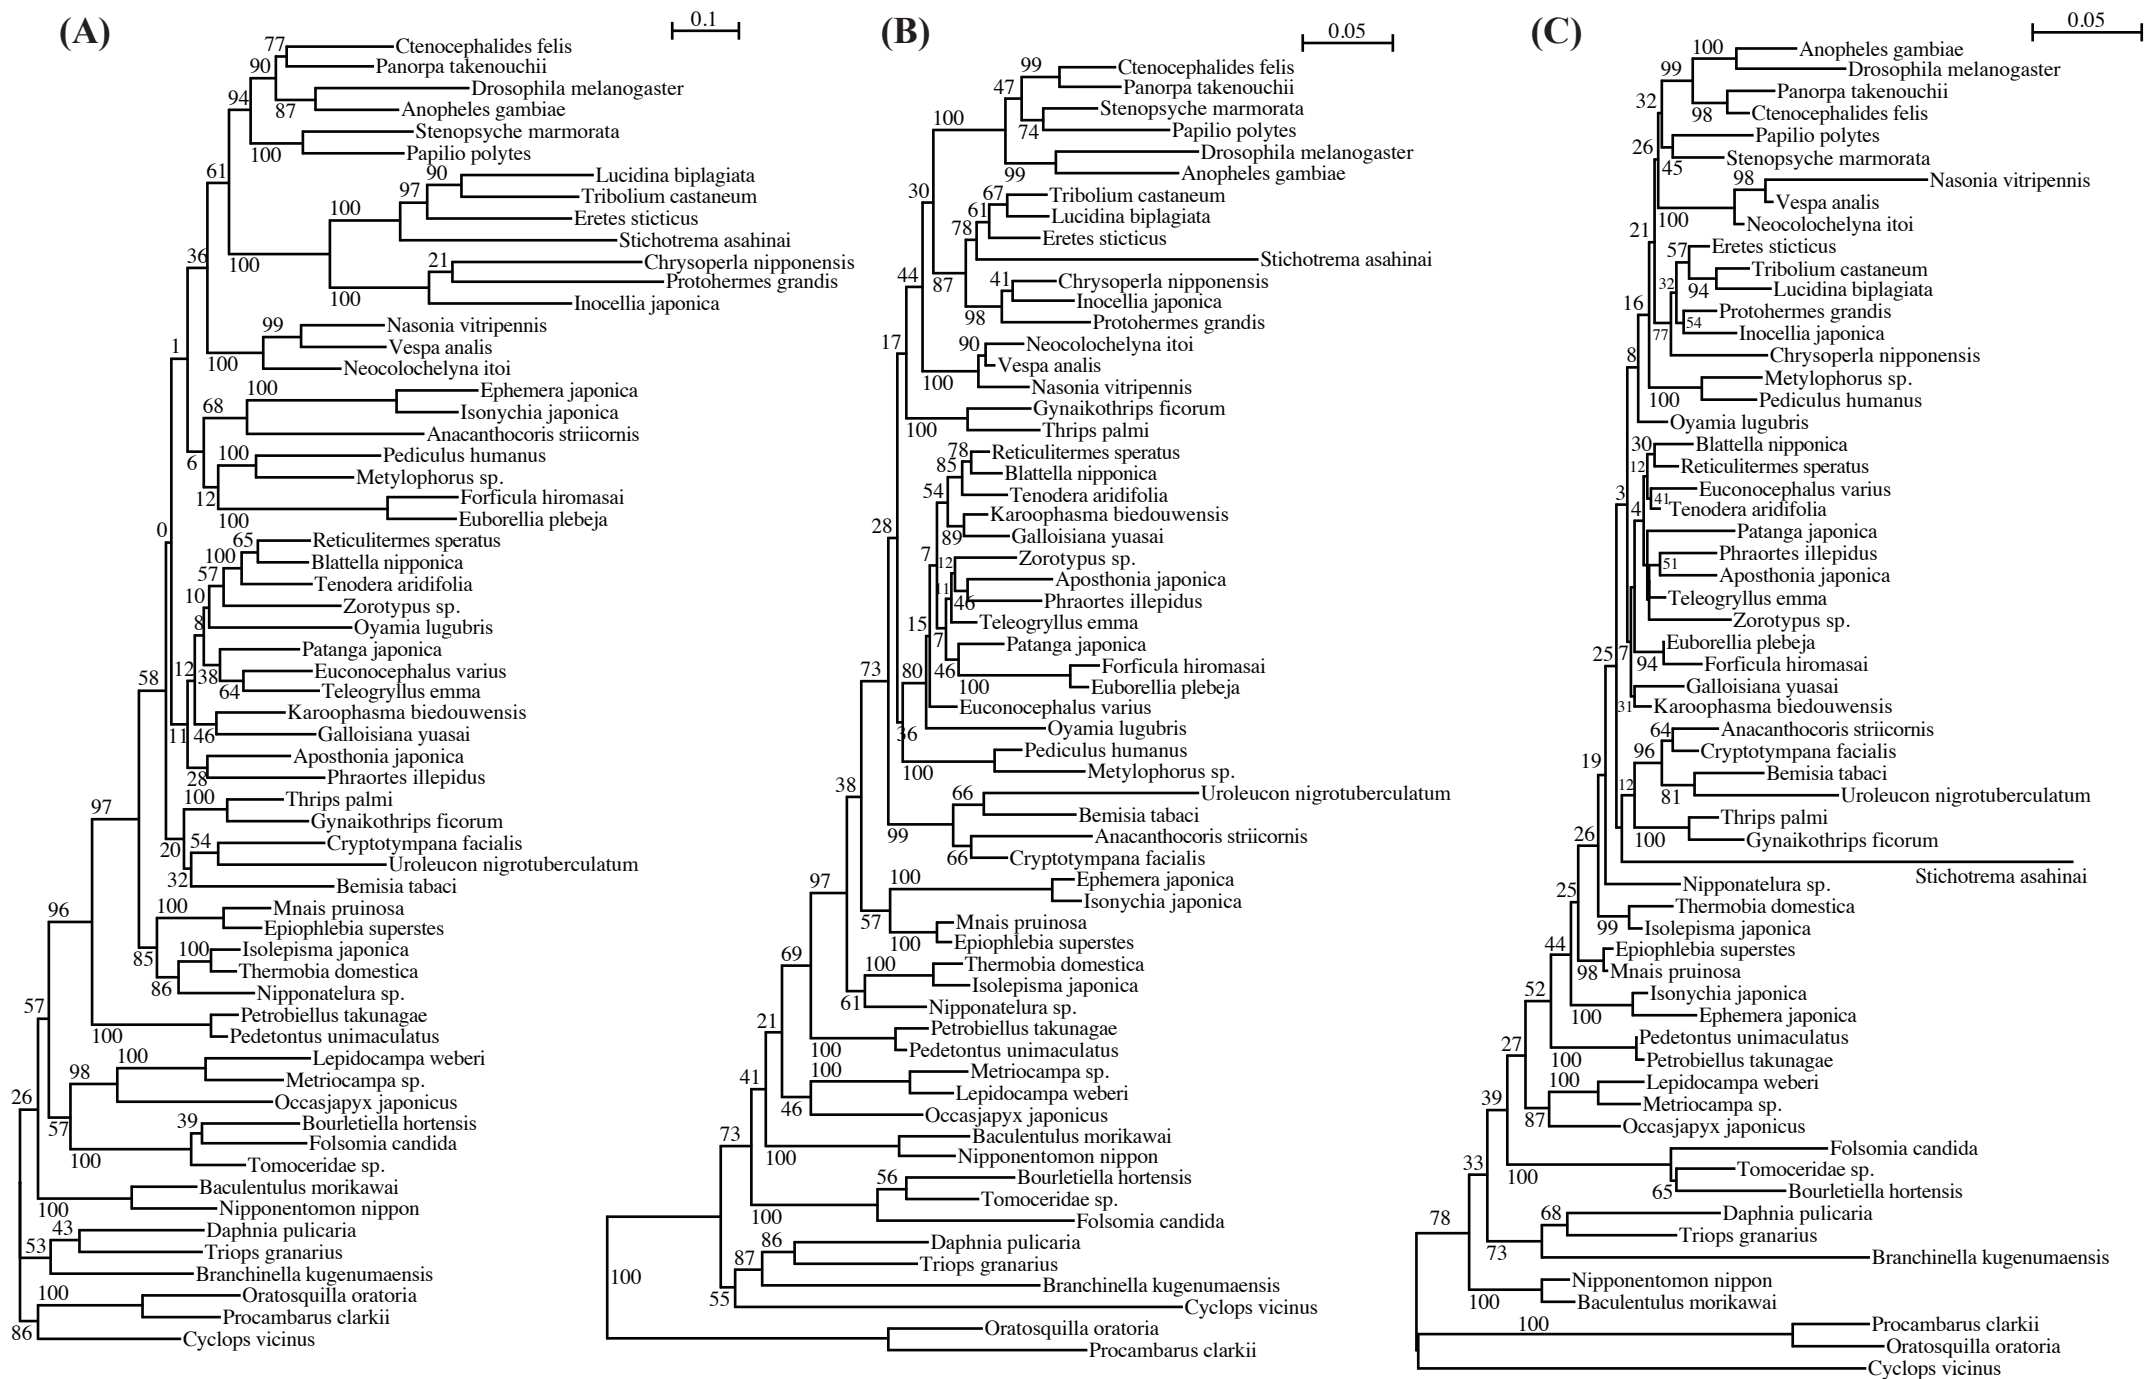 (A)
0.1
77
Ctenocephalides felis
Panorpa takenouchii
90
Drosophila melanogaster
87
Anopheles gambiae
94
Stenopsyche marmorata
100
Papilio polytes
61
90
Lucidina biplagiata
97
Tribolium castaneum
100
Eretes sticticus
Stichotrema asahinai
36
100
21
Chrysoperla nipponensis
Protohermes grandis
100
Inocellia japonica
99
Nasonia vitripennis
1
Vespa analis
100
Neocolochelyna itoi
100
Ephemera japonica
68
Isonychia japonica
Anacanthocoris striicornis
6
100
Pediculus humanus
Metylophorus sp.
12
Forficula hiromasai
100
Euborellia plebeja
0
65
Reticulitermes speratus
100
Blattella nipponica
57
Tenodera aridifolia
10
Zorotypus sp.
8
Oyamia lugubris
Patanga japonica
12
38
Euconocephalus varius
58
64
Teleogryllus emma
Karoophasma biedouwensis
11
46
Galloisiana yuasai
Aposthonia japonica
28
Phraortes illepidus
97
100
Thrips palmi
Gynaikothrips ficorum
20
54
Cryptotympana facialis
Uroleucon nigrotuberculatum
32
Bemisia tabaci
96
100
Mnais pruinosa
Epiophlebia superstes
85
100
Isolepisma japonica
Thermobia domestica
86
Nipponatelura sp.
57
Petrobiellus takunagae
100
Pedetontus unimaculatus
100
Lepidocampa weberi
98
Metriocampa sp.
26
Occasjapyx japonicus
57
39
Bourletiella hortensis
Folsomia candida
100
Tomoceridae sp.
Baculentulus morikawai
100
Nipponentomon nippon
43
Daphnia pulicaria
53
Triops granarius
Branchinella kugenumaensis
100
Oratosquilla oratoria
Procambarus clarkii
86
Cyclops vicinus
(B)
0.05
99
Ctenocephalides felis
47
Panorpa takenouchii
Stenopsyche marmorata
100
74
Papilio polytes
Drosophila melanogaster
99
Anopheles gambiae
30
67
Tribolium castaneum
61
Lucidina biplagiata
78
Eretes sticticus
Stichotrema asahinai
44
87
41
Chrysoperla nipponensis
Inocellia japonica
98
Protohermes grandis
17
90
Neocolochelyna itoi
Vespa analis
100
Nasonia vitripennis
Gynaikothrips ficorum
100
Thrips palmi
78
Reticulitermes speratus
85
Blattella nipponica
54
Tenodera aridifolia
28
Karoophasma biedouwensis
89
Galloisiana yuasai
7
12
Zorotypus sp.
Aposthonia japonica
11
46
Phraortes illepidus
15
Teleogryllus emma
7
Patanga japonica
73
80
46
Forficula hiromasai
100
Euborellia plebeja
Euconocephalus varius
36
Oyamia lugubris
Pediculus humanus
100
Metylophorus sp.
38
66
Uroleucon nigrotuberculatum
Bemisia tabaci
99
Anacanthocoris striicornis
66
Cryptotympana facialis
97
100
Ephemera japonica
Isonychia japonica
57
Mnais pruinosa
100
Epiophlebia superstes
69
100
Thermobia domestica
Isolepisma japonica
61
Nipponatelura sp.
21
Petrobiellus takunagae
100
Pedetontus unimaculatus
41
100
Metriocampa sp.
Lepidocampa weberi
46
Occasjapyx japonicus
73
Baculentulus morikawai
100
Nipponentomon nippon
56
Bourletiella hortensis
Tomoceridae sp.
100
Folsomia candida
86
Daphnia pulicaria
87
Triops granarius
100
Branchinella kugenumaensis
55
Cyclops vicinus
Oratosquilla oratoria
Procambarus clarkii
(C)
0.05
100
Anopheles gambiae
99
Drosophila melanogaster
32
Panorpa takenouchii
98
Ctenocephalides felis
26
Papilio polytes
45
Stenopsyche marmorata
98
Nasonia vitripennis
Vespa analis
21
100
Neocolochelyna itoi
57
Eretes sticticus
Tribolium castaneum
32
94
Lucidina biplagiata
16
Protohermes grandis
54
77
Inocellia japonica
8
Chrysoperla nipponensis
Metylophorus sp.
100
Pediculus humanus
Oyamia lugubris
30
Blattella nipponica
12
Reticulitermes speratus
3
Euconocephalus varius
41
4
Tenodera aridifolia
Patanga japonica
Phraortes illepidus
51
Aposthonia japonica
Teleogryllus emma
Zorotypus sp.
Euborellia plebeja
25
7
94
Forficula hiromasai
Galloisiana yuasai
31
Karoophasma biedouwensis
64
Anacanthocoris striicornis
96
Cryptotympana facialis
19
Bemisia tabaci
12
81
Uroleucon nigrotuberculatum
Thrips palmi
26
100
Gynaikothrips ficorum
Stichotrema asahinai
25
Nipponatelura sp.
Thermobia domestica
99
Isolepisma japonica
44
Epiophlebia superstes
98
Mnais pruinosa
52
Isonychia japonica
100
Ephemera japonica
27
Pedetontus unimaculatus
100
Petrobiellus takunagae
100
Lepidocampa weberi
39
Metriocampa sp.
87
Occasjapyx japonicus
33
Folsomia candida
100
Tomoceridae sp.
65
Bourletiella hortensis
78
68
Daphnia pulicaria
Triops granarius
73
Branchinella kugenumaensis
Nipponentomon nippon
100
Baculentulus morikawai
100
Procambarus clarkii
Oratosquilla oratoria
Cyclops vicinus